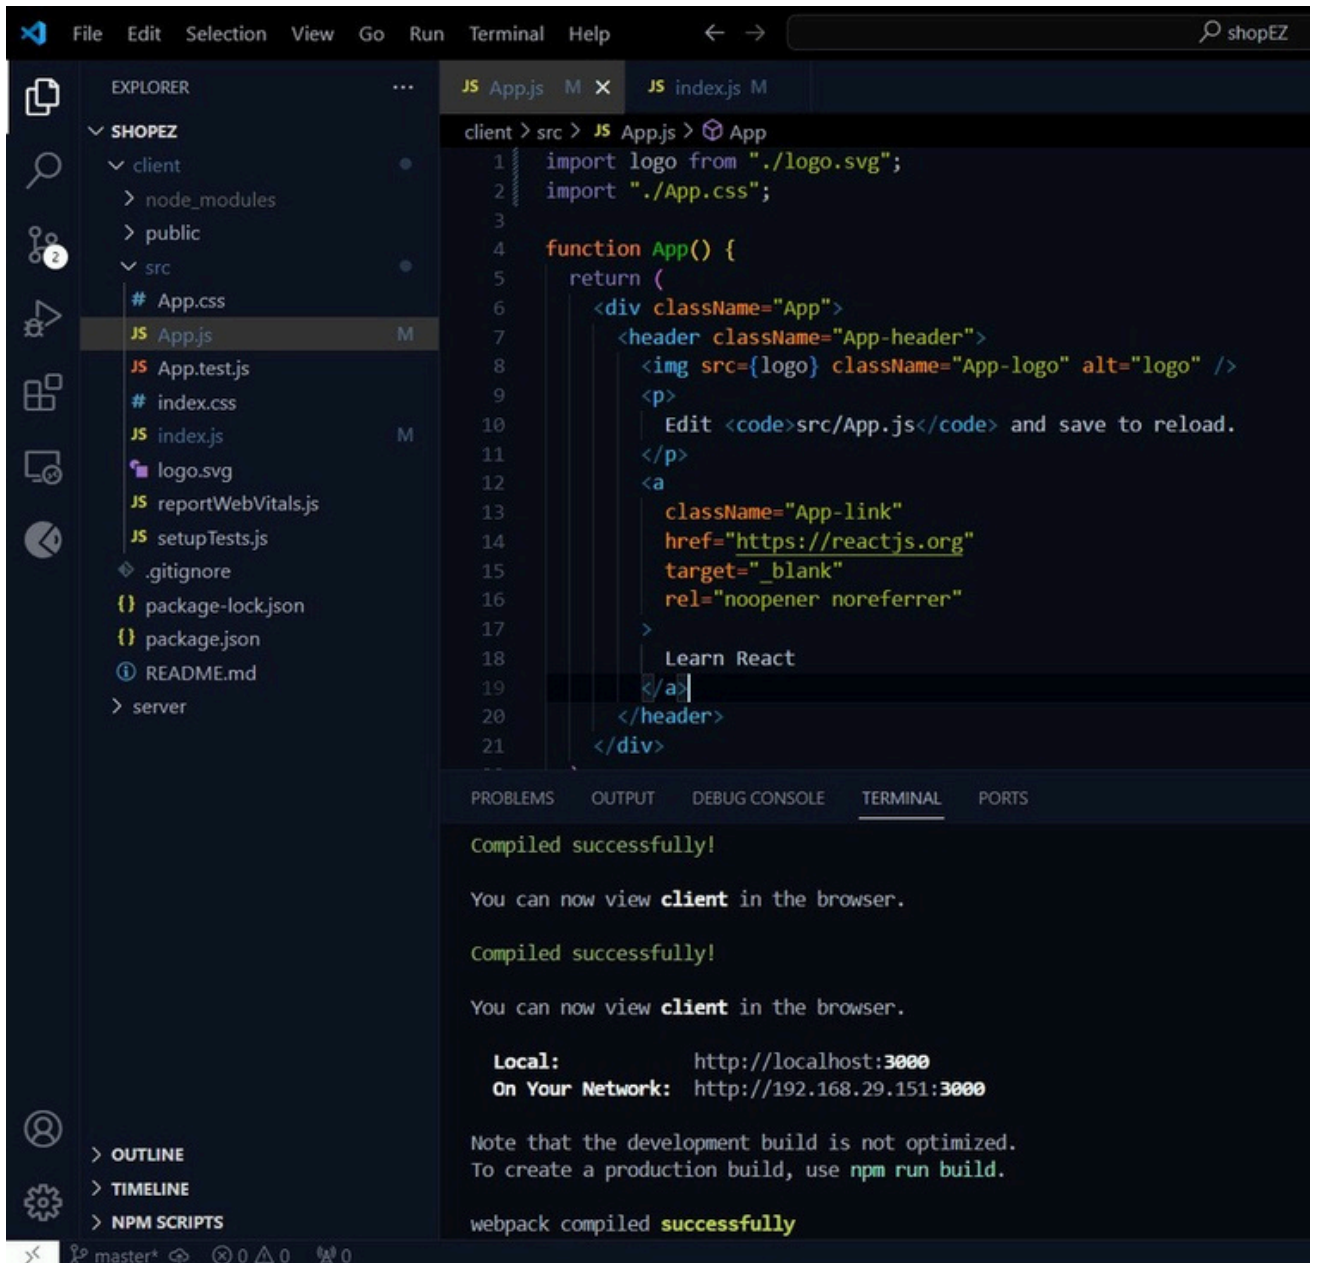 File Edit Selection View Go Run Terminal Help
shopEZ
EXPLORER
SHOPEZ
client
node_modules
public
src
# App.css
JS App.js M
JS App.test.js
# index.css
JS index.js M
logo.svg
JS reportWebVitals.js
JS setupTests.js
.gitignore
{} package-lock.json
{} package.json
README.md
server
OUTLINE
TIMELINE
NPM SCRIPTS
2
JS App.js M
JS index.js M
client > src > JS App.js > App
1 import logo from "./logo.svg";
2 import "./App.css";
3
4 function App() {
5 return (
6 <div className="App">
7 <header className="App-header">
8 <img src={logo} className="App-logo" alt="logo" />
9 <p>
10 Edit <code>src/App.js</code> and save to reload.
11 </p>
12 <a
13 className="App-link"
14 href="https://reactjs.org"
15 target="_blank"
16 rel="noopener noreferrer"
17 >
18 Learn React
19 </a>
20 </header>
21 </div>
PROBLEMS OUTPUT DEBUG CONSOLE TERMINAL PORTS
Compiled successfully!
You can now view client in the browser.
Compiled successfully!
You can now view client in the browser.
Local: http://localhost:3000
On Your Network: http://192.168.29.151:3000
Note that the development build is not optimized.
To create a production build, use npm run build.
webpack compiled successfully
master* 0 0 0